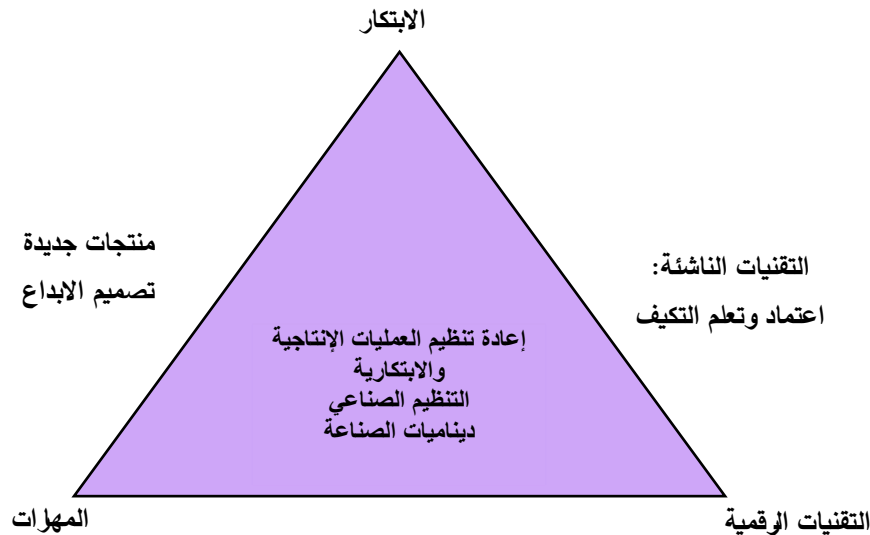 الابتكار
منتجات جديدة
تصميم الابداع
التقنيات الناشئة:
اعتماد وتعلم التكيف
إعادة تنظيم العمليات الإنتاجية
والابتكارية
التنظيم الصناعي
ديناميات الصناعة
المهارات
التقنيات الرقمية